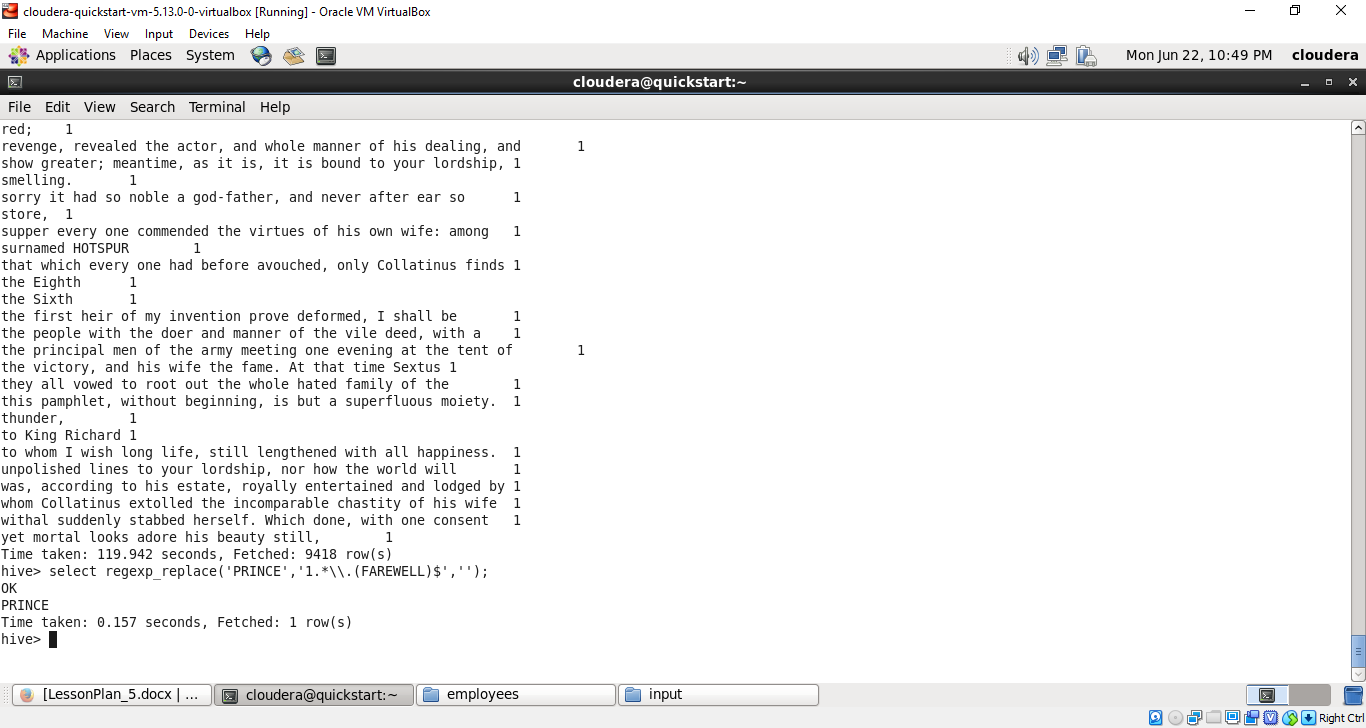 cloudera-quickstart-vm-5.13.0-0-virtualbox [Running] - Oracle VM VirtualBox
File Machine View Input Devices Help
Applications Places System Mon Jun 22, 10:49 PM cloudera
cloudera@quickstart:~
File Edit View Search Terminal Help
red; 1
revenge, revealed the actor, and whole manner of his dealing, and 1
show greater; meantime, as it is, it is bound to your lordship, 1
smelling. 1
sorry it had so noble a god-father, and never after ear so 1
store, 1
supper every one commended the virtues of his own wife: among 1
surnamed HOTSPUR 1
that which every one had before avouched, only Collatinus finds 1
the Eighth 1
the Sixth 1
the first heir of my invention prove deformed, I shall be 1
the people with the doer and manner of the vile deed, with a 1
the principal men of the army meeting one evening at the tent of 1
the victory, and his wife the fame. At that time Sextus 1
they all vowed to root out the whole hated family of the 1
this pamphlet, without beginning, is but a superfluous moiety. 1
thunder, 1
to King Richard 1
to whom I wish long life, still lengthened with all happiness. 1
unpolished lines to your lordship, nor how the world will 1
was, according to his estate, royally entertained and lodged by 1
whom Collatinus extolled the incomparable chastity of his wife 1
withal suddenly stabbed herself. Which done, with one consent 1
yet mortal looks adore his beauty still, 1
Time taken: 119.942 seconds, Fetched: 9418 row(s)
hive> select regexp_replace('PRINCE','1.*\\.(FAREWELL)$','');
OK
PRINCE
Time taken: 0.157 seconds, Fetched: 1 row(s)
hive>
[LessonPlan_5.docx | ... cloudera@quickstart:~ employees input
Right Ctrl